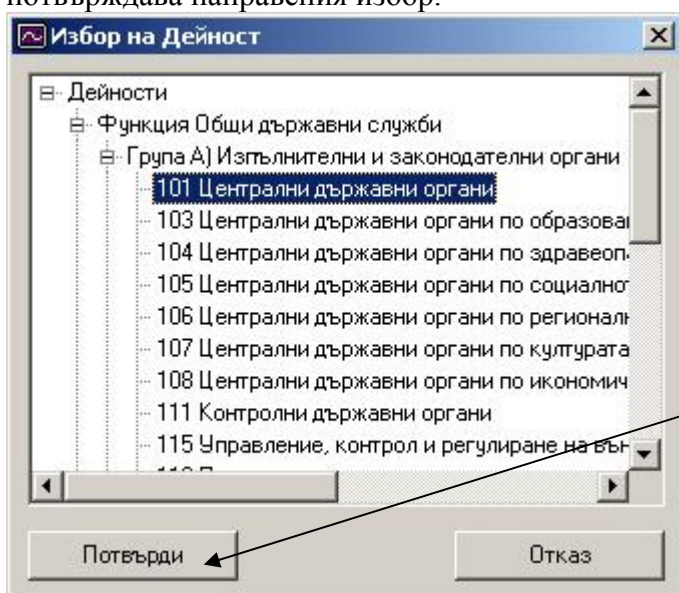 потвърждава направения избор.
Избор на Дейност
Дейности
Функция Общи държавни служби
Група А) Изпълнителни и законодателни органи
101 Централни държавни органи
103 Централни държавни органи по образова
104 Централни държавни органи по здравеоп
105 Централни държавни органи по социално
106 Централни държавни органи по регионалн
107 Централни държавни органи по културата
108 Централни държавни органи по икономич
111 Контролни държавни органи
115 Управление, контрол и регулиране на вън
Потвърди
Отказ